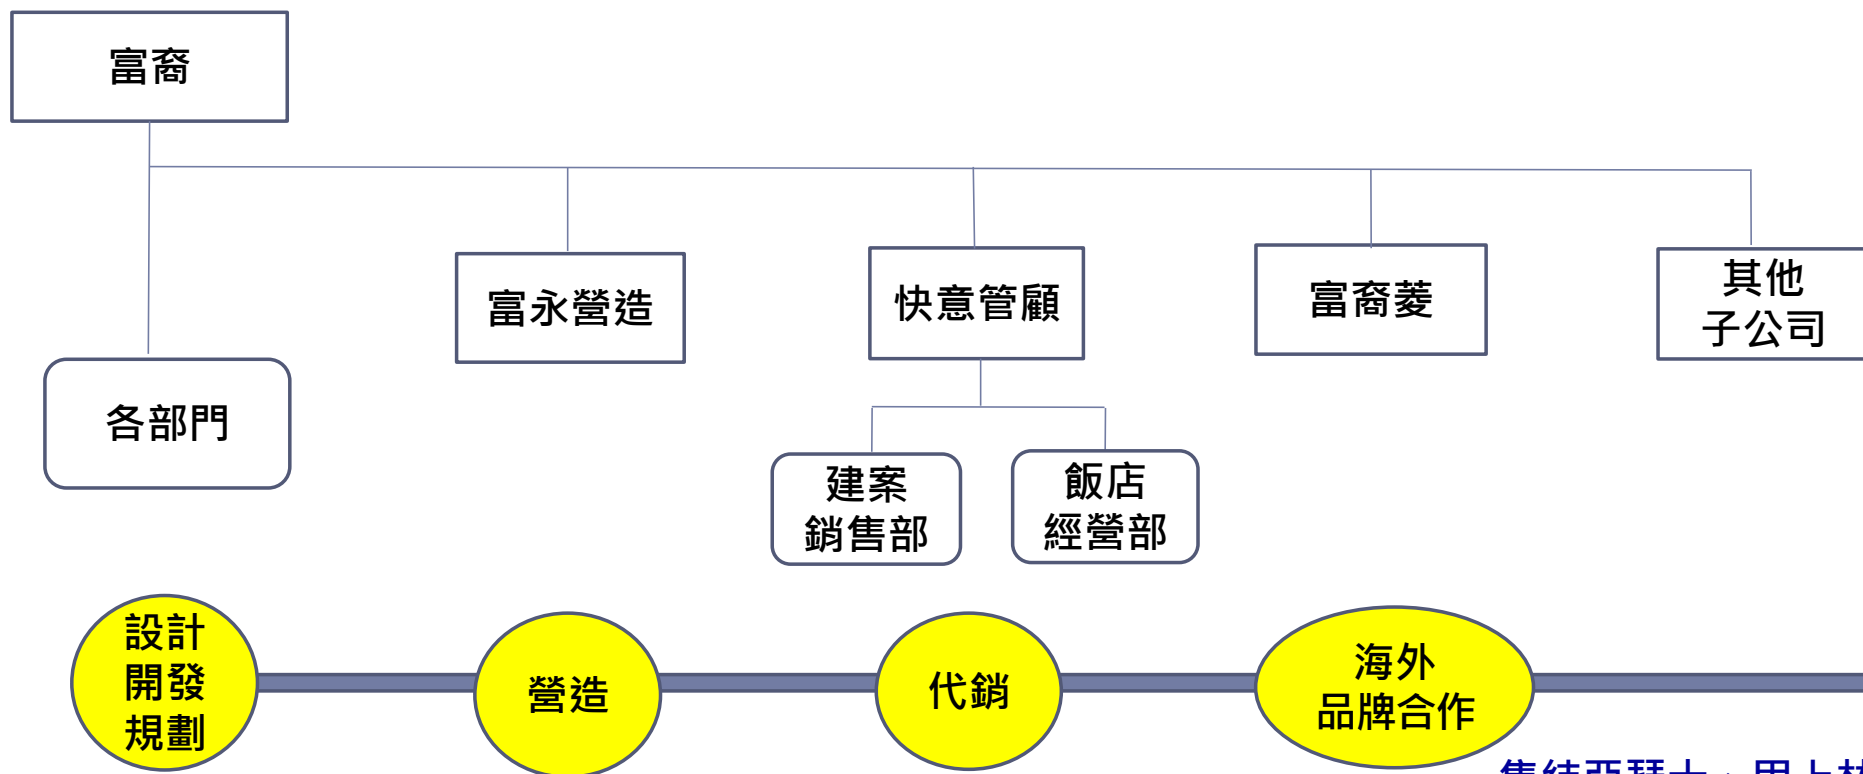 富裔
富永營造
快意管顧
富裔菱
其他
子公司
各部門
建案
銷售部
飯店
經營部
設計
開發
規劃
營造
代銷
海外
品牌合作